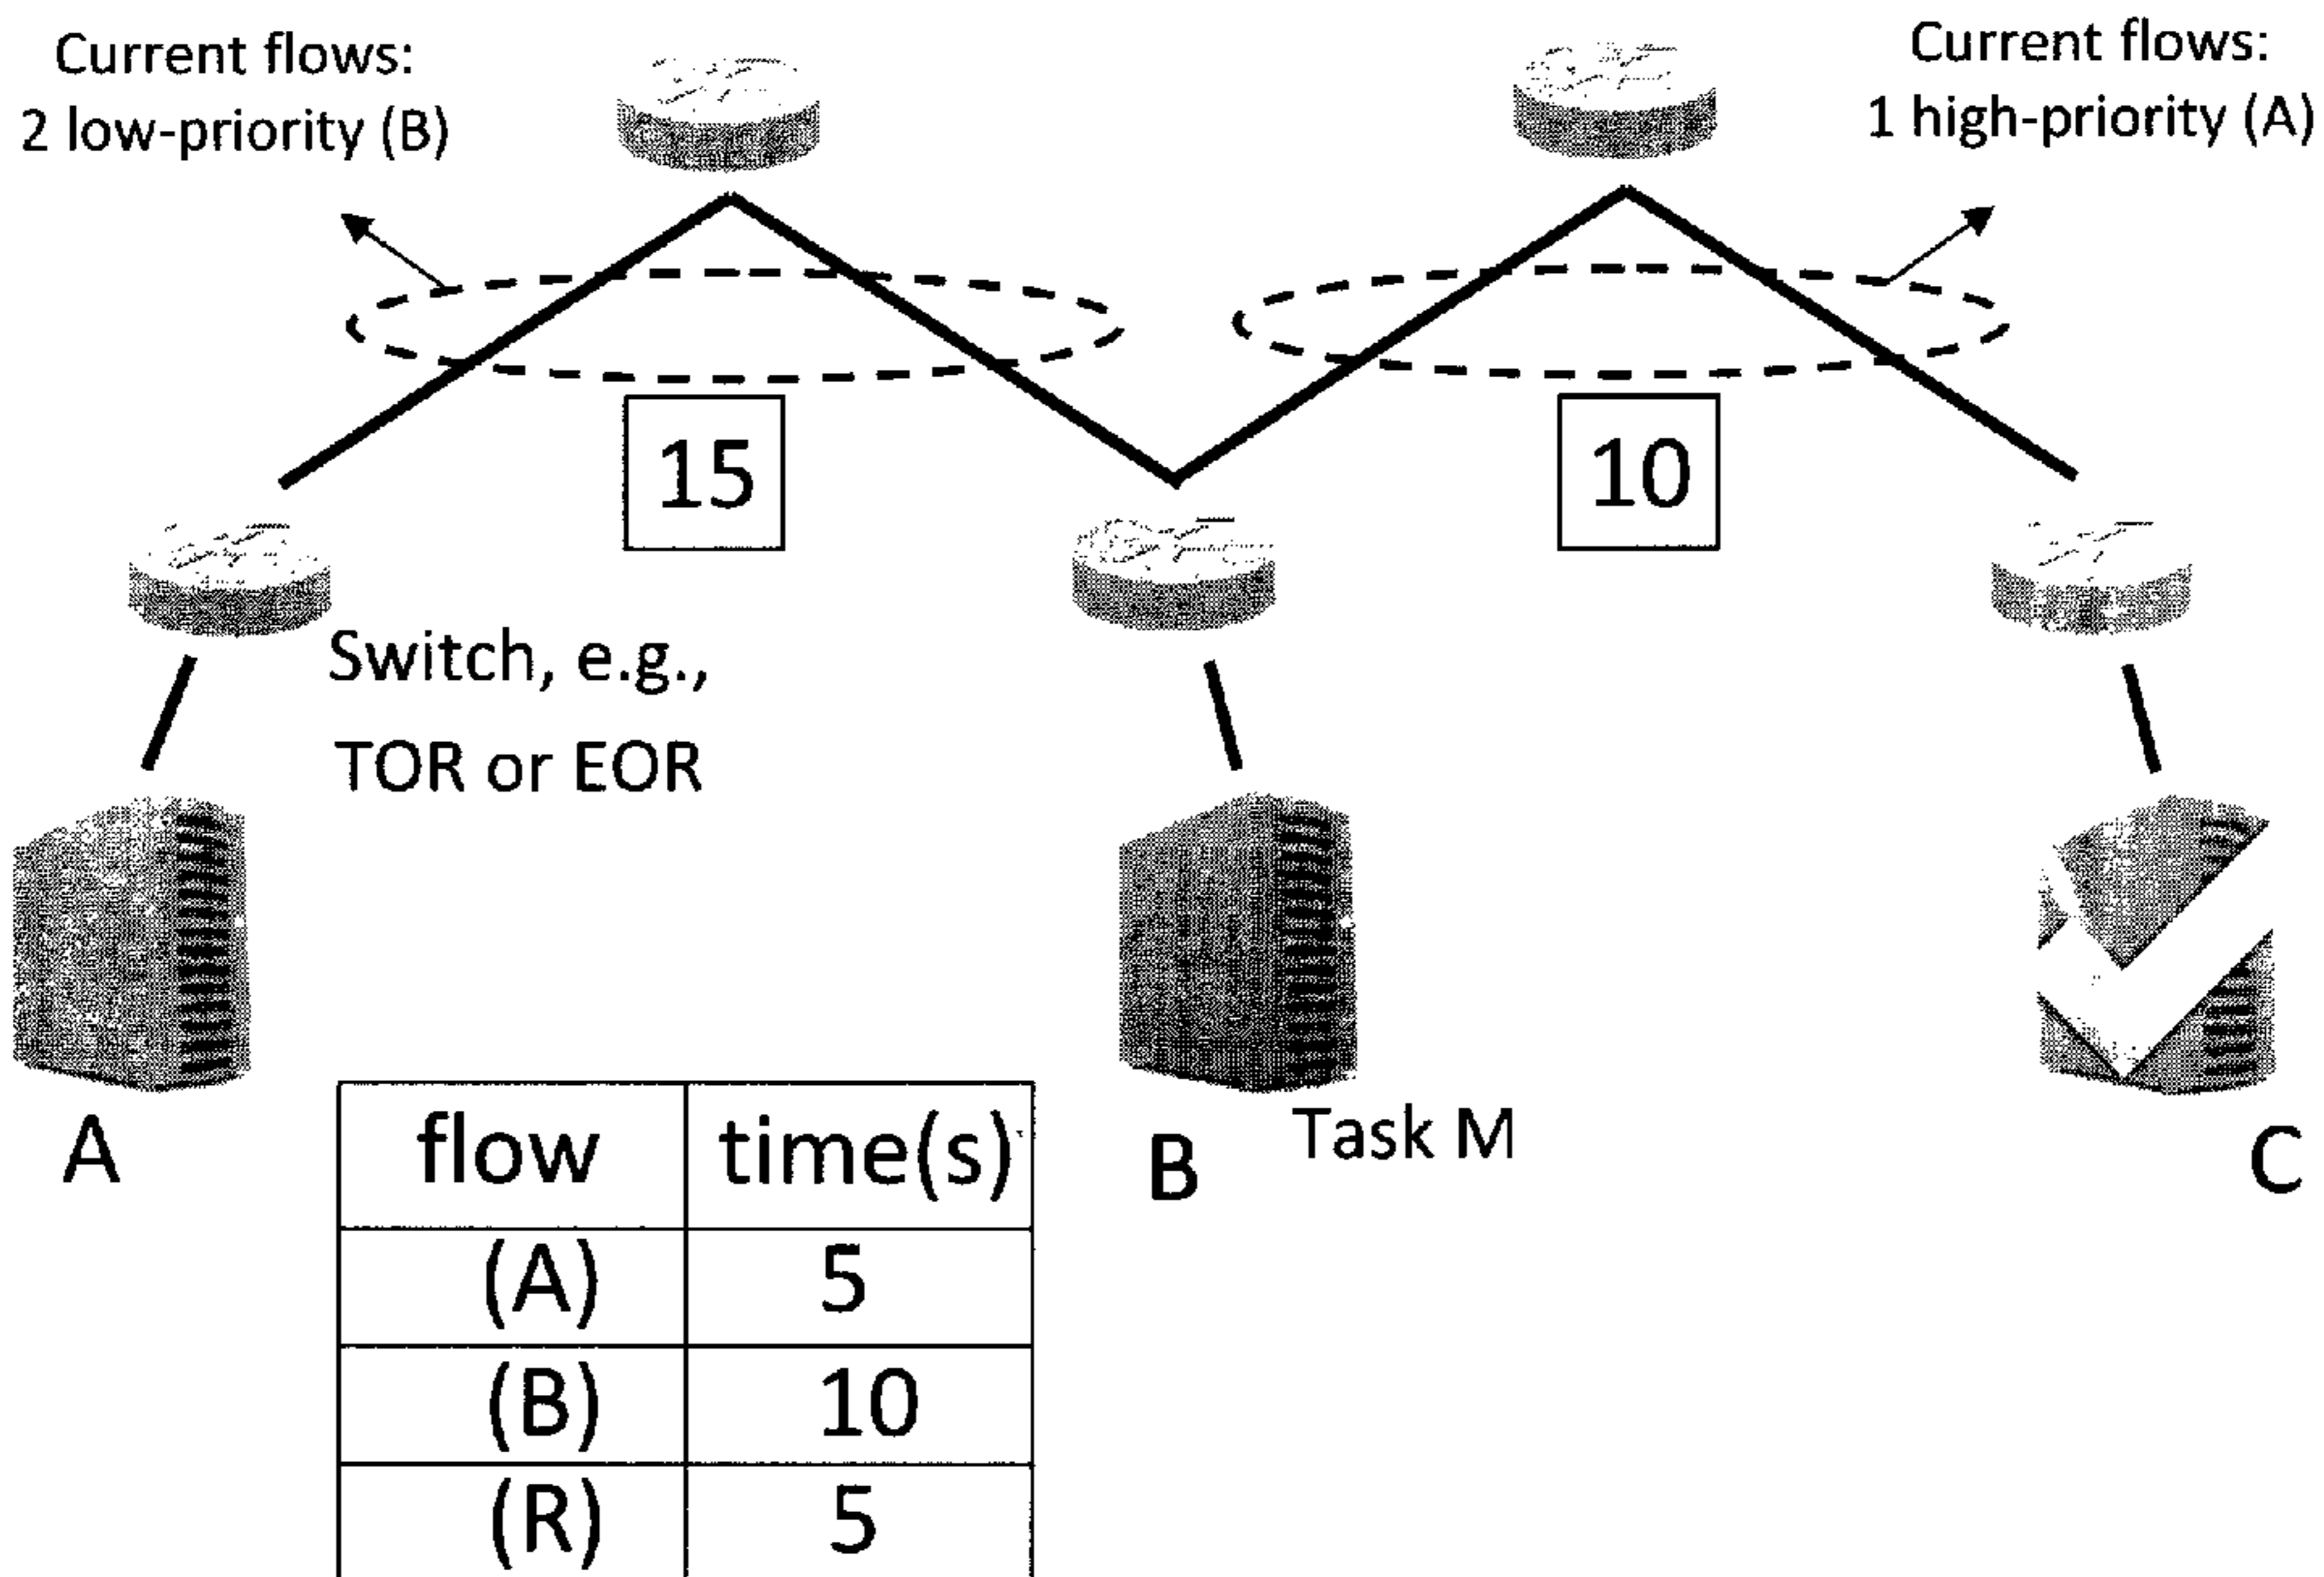 Current flows:
2 low-priority (B)
Current flows:
1 high-priority (A)
15
10
Switch, e.g.,
TOR or EOR
A
B
Task M
C
flow time(s)
(A) 5
(B) 10
(R) 5